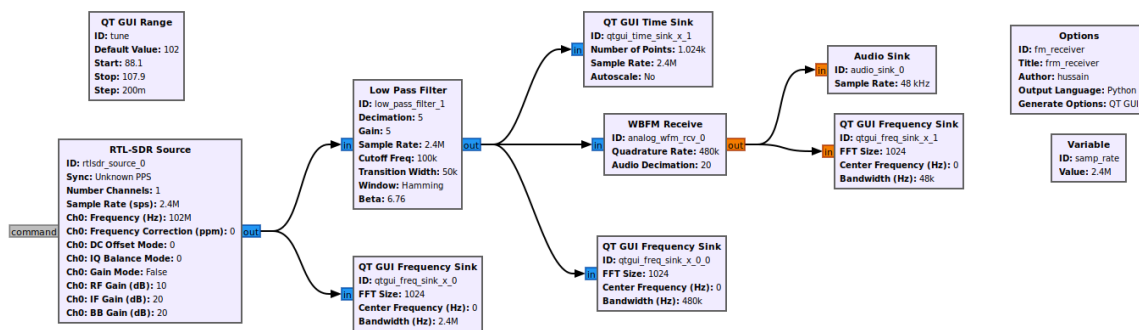 QT GUI Range
ID: tune
Default Value: 102
Start: 88.1
Stop: 107.9
Step: 200m
RTL-SDR Source
ID: rtlsdr_source_0
Sync: Unknown PPS
Number Channels: 1
Sample Rate (sps): 2.4M
Ch0: Frequency (Hz): 102M
Ch0: Frequency Correction (ppm): 0
Ch0: DC Offset Mode: 0
Ch0: IQ Balance Mode: 0
Ch0: Gain Mode: False
Ch0: RF Gain (dB): 10
Ch0: IF Gain (dB): 20
Ch0: BB Gain (dB): 20
command
out
Low Pass Filter
ID: low_pass_filter_1
Decimation: 5
Gain: 5
Sample Rate: 2.4M
Cutoff Freq: 100k
Transition Width: 50k
Window: Hamming
Beta: 6.76
in
out
QT GUI Frequency Sink
ID: qtgui_freq_sink_x_0
FFT Size: 1024
Center Frequency (Hz): 0
Bandwidth (Hz): 2.4M
in
QT GUI Time Sink
ID: qtgui_time_sink_x_1
Number of Points: 1.024k
Sample Rate: 2.4M
Autoscale: No
in
WBFM Receive
ID: analog_wfm_rcv_0
Quadrature Rate: 480k
Audio Decimation: 20
in
out
QT GUI Frequency Sink
ID: qtgui_freq_sink_x_0_0
FFT Size: 1024
Center Frequency (Hz): 0
Bandwidth (Hz): 480k
in
Audio Sink
ID: audio_sink_0
Sample Rate: 48 kHz
in
QT GUI Frequency Sink
ID: qtgui_freq_sink_x_1
FFT Size: 1024
Center Frequency (Hz): 0
Bandwidth (Hz): 48k
in
Options
ID: fm_receiver
Title: fm_receiver
Author: hussain
Output Language: Python
Generate Options: QT GUI
Variable
ID: samp_rate
Value: 2.4M